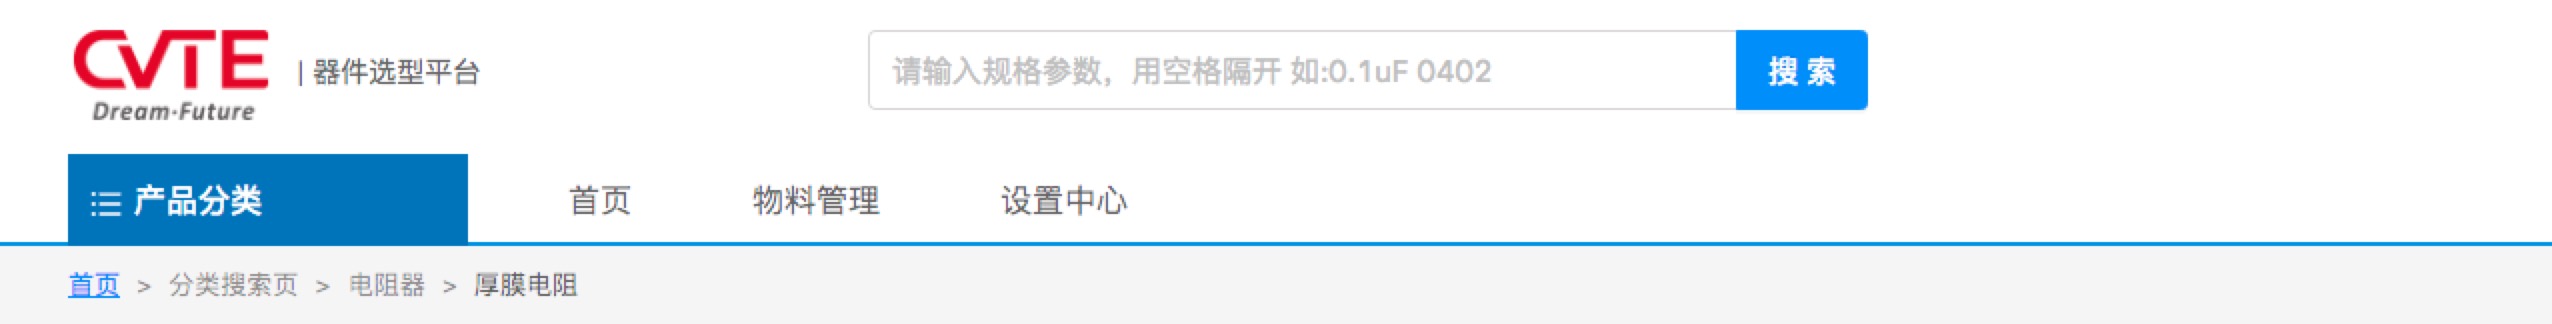 CVTE
Dream·Future
| 器件选型平台
请输入规格参数，用空格隔开 如:0.1uF 0402
搜 索
产品分类
首页
物料管理
设置中心
首页 > 分类搜索页 > 电阻器 > 厚膜电阻